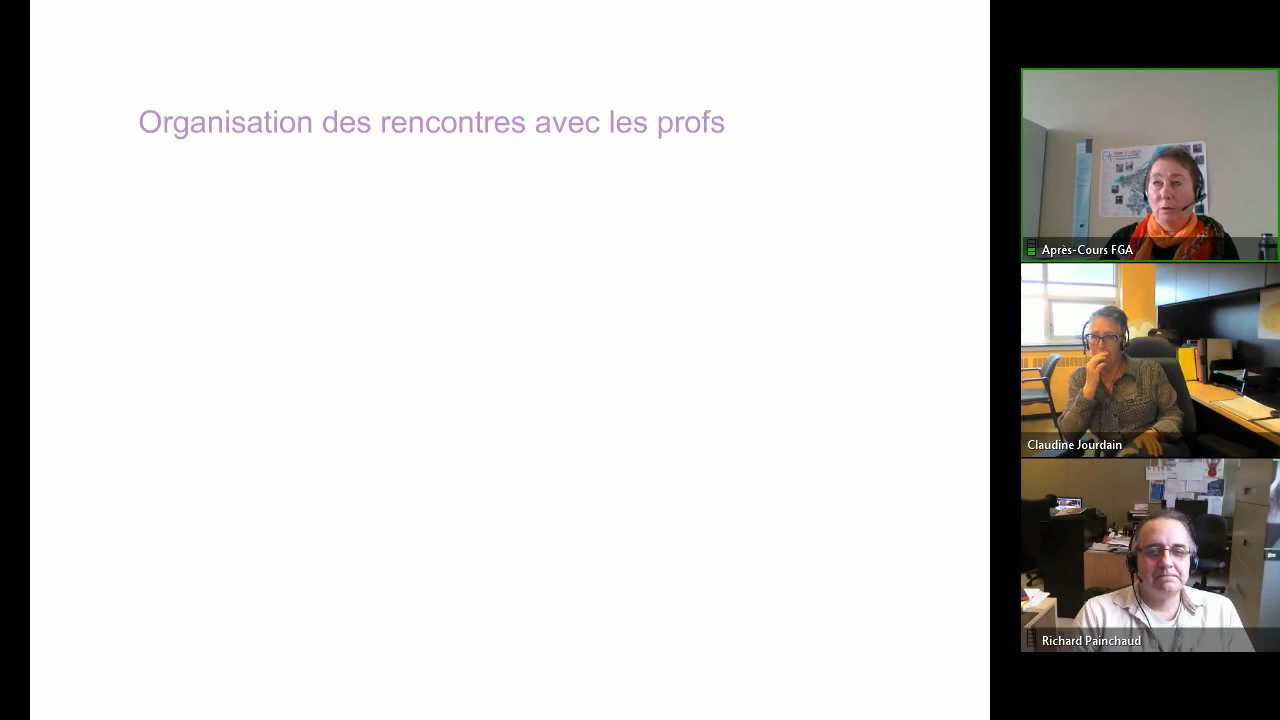 Organisation des rencontres avec les profs
Après-Cours FGA
Claudine Jourdain
Richard Painchaud